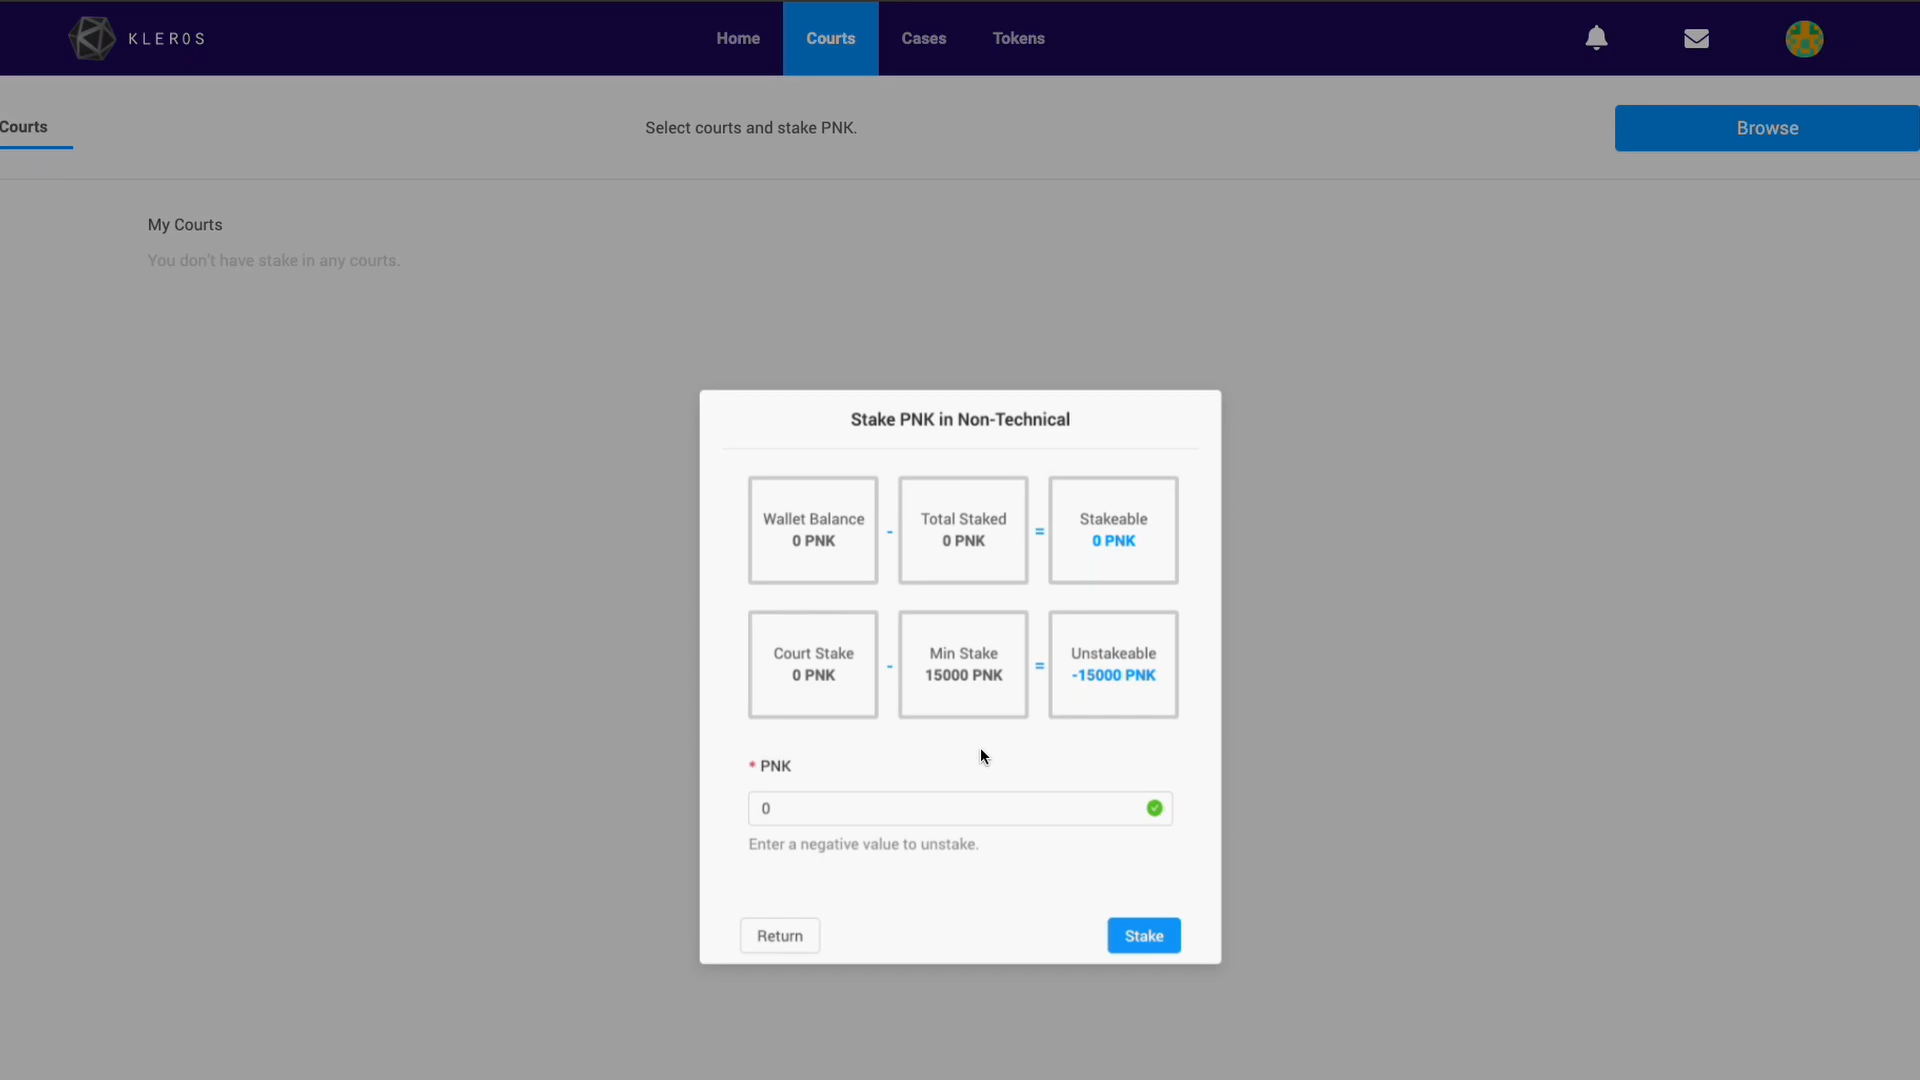 KLEROS
Home
Courts
Cases
Tokens
Courts
Select courts and stake PNK.
Browse
My Courts
You don't have stake in any courts.
Stake PNK in Non-Technical
Wallet Balance
0 PNK
-
Total Staked
0 PNK
=
Stakeable
0 PNK
Court Stake
0 PNK
-
Min Stake
15000 PNK
=
Unstakeable
-15000 PNK
* PNK
0
Enter a negative value to unstake.
Return
Stake